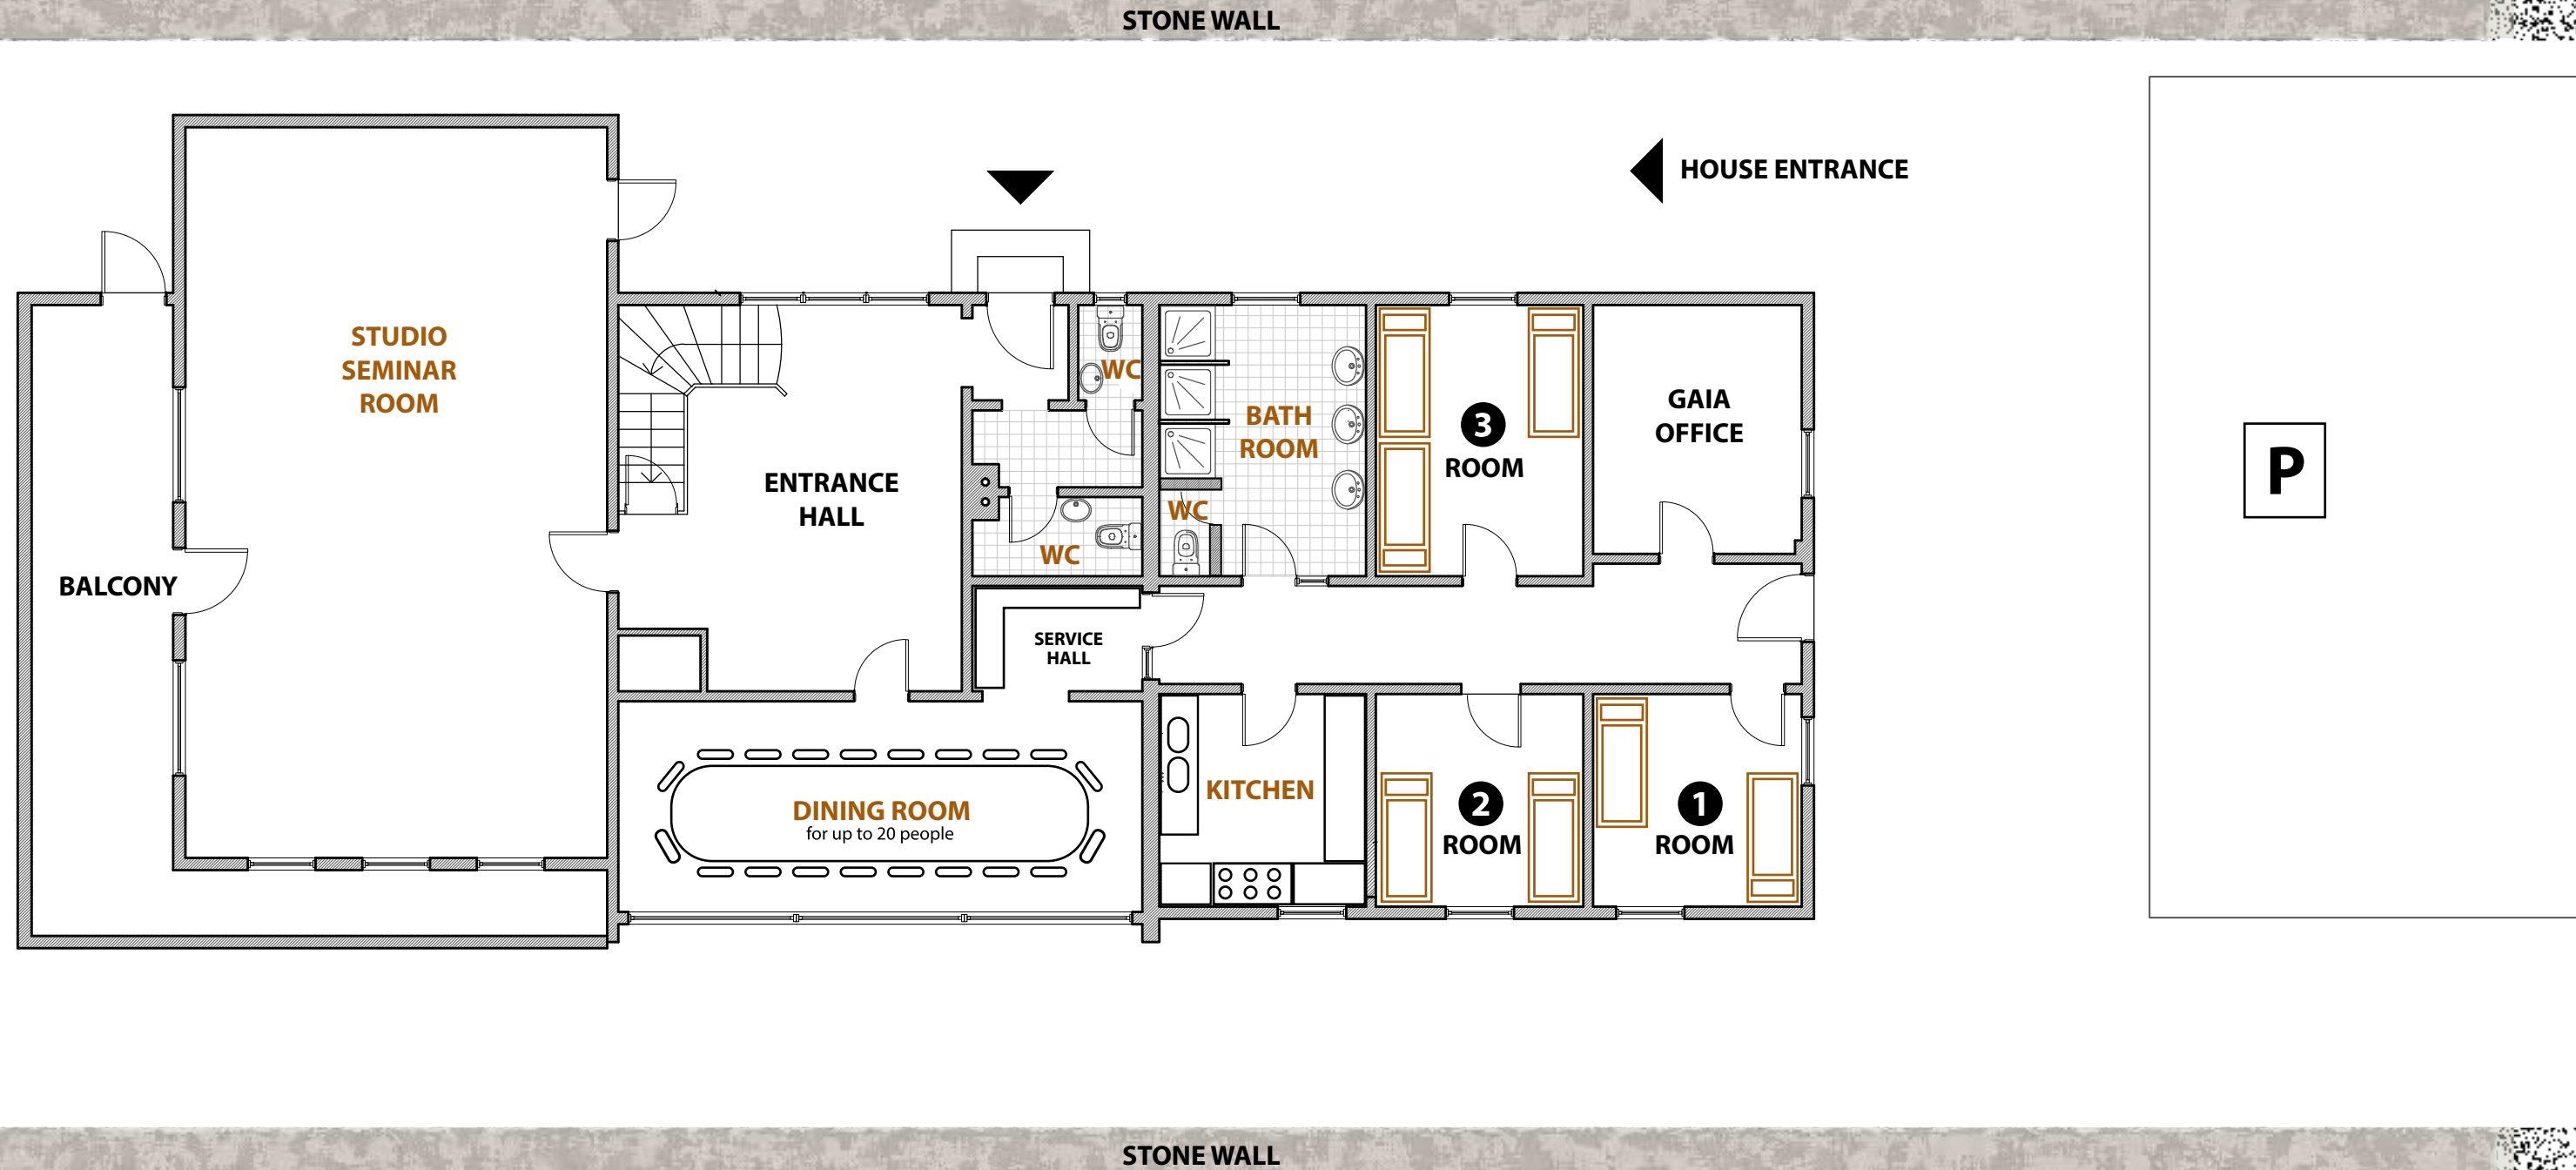 STONE WALL
HOUSE ENTRANCE
STUDIO
SEMINAR
ROOM
WC
BATH
ROOM
3
ROOM
GAIA
OFFICE
P
ENTRANCE
HALL
WC
WC
BALCONY
SERVICE
HALL
DINING ROOM
for up to 20 people
KITCHEN
2
ROOM
1
ROOM
STONE WALL